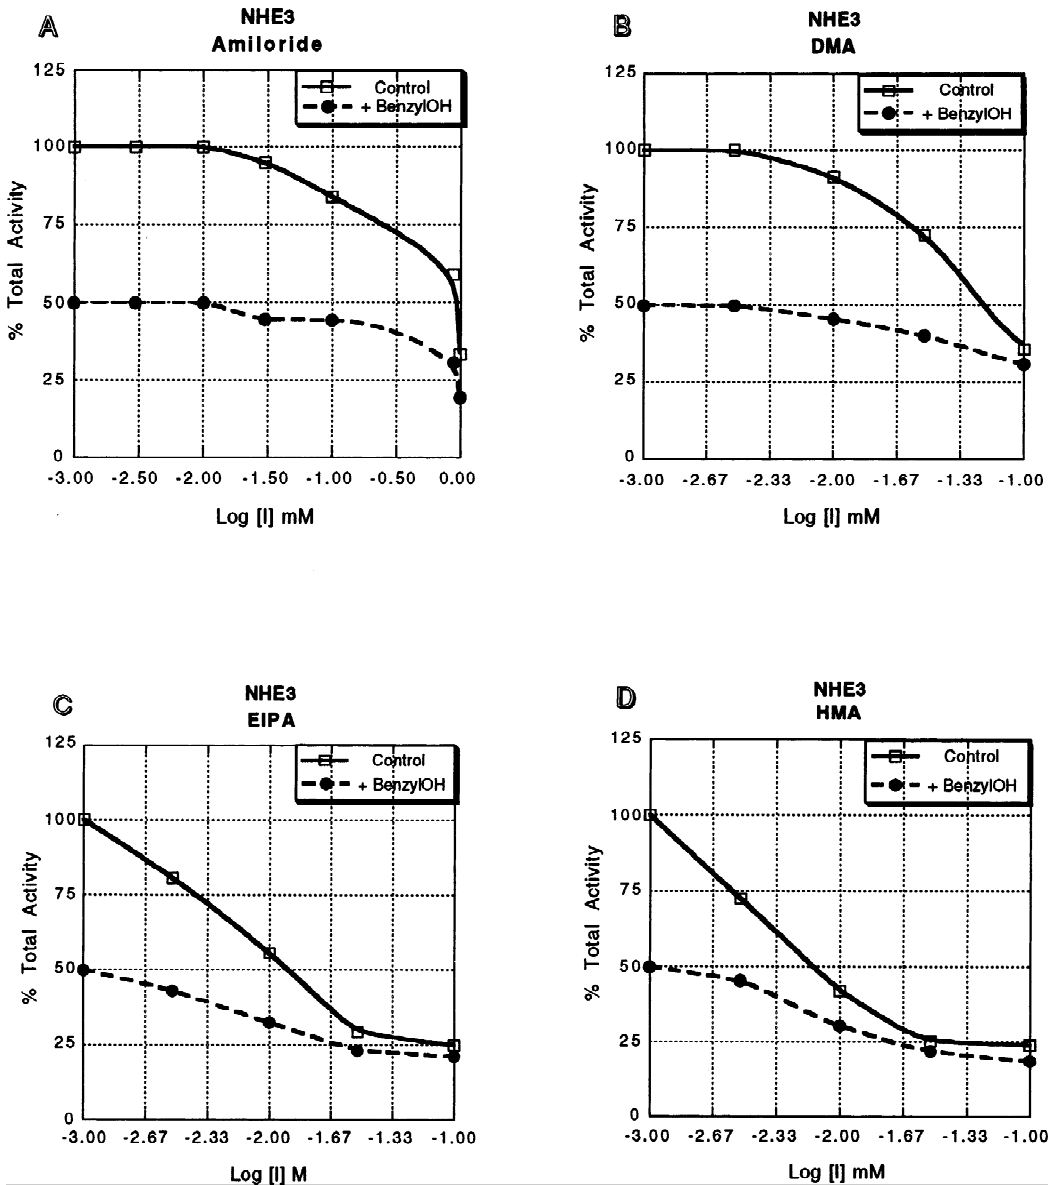 A
NHE3
Amiloride
125
100
75
50
25
0
Control
+ BenzylOH
% Total Activity
-3.00 -2.50 -2.00 -1.50 -1.00 -0.50 0.00
Log [I] mM
B
NHE3
DMA
125
100
75
50
25
0
Control
+ BenzylOH
% Total Activity
-3.00 -2.67 -2.33 -2.00 -1.67 -1.33 -1.00
Log [I] mM
C
NHE3
EIPA
125
100
75
50
25
0
Control
+ BenzylOH
% Total Activity
-3.00 -2.67 -2.33 -2.00 -1.67 -1.33 -1.00
Log [I] M
D
NHE3
HMA
125
100
75
50
25
0
Control
+ BenzylOH
% Total Activity
-3.00 -2.67 -2.33 -2.00 -1.67 -1.33 -1.00
Log [I] mM